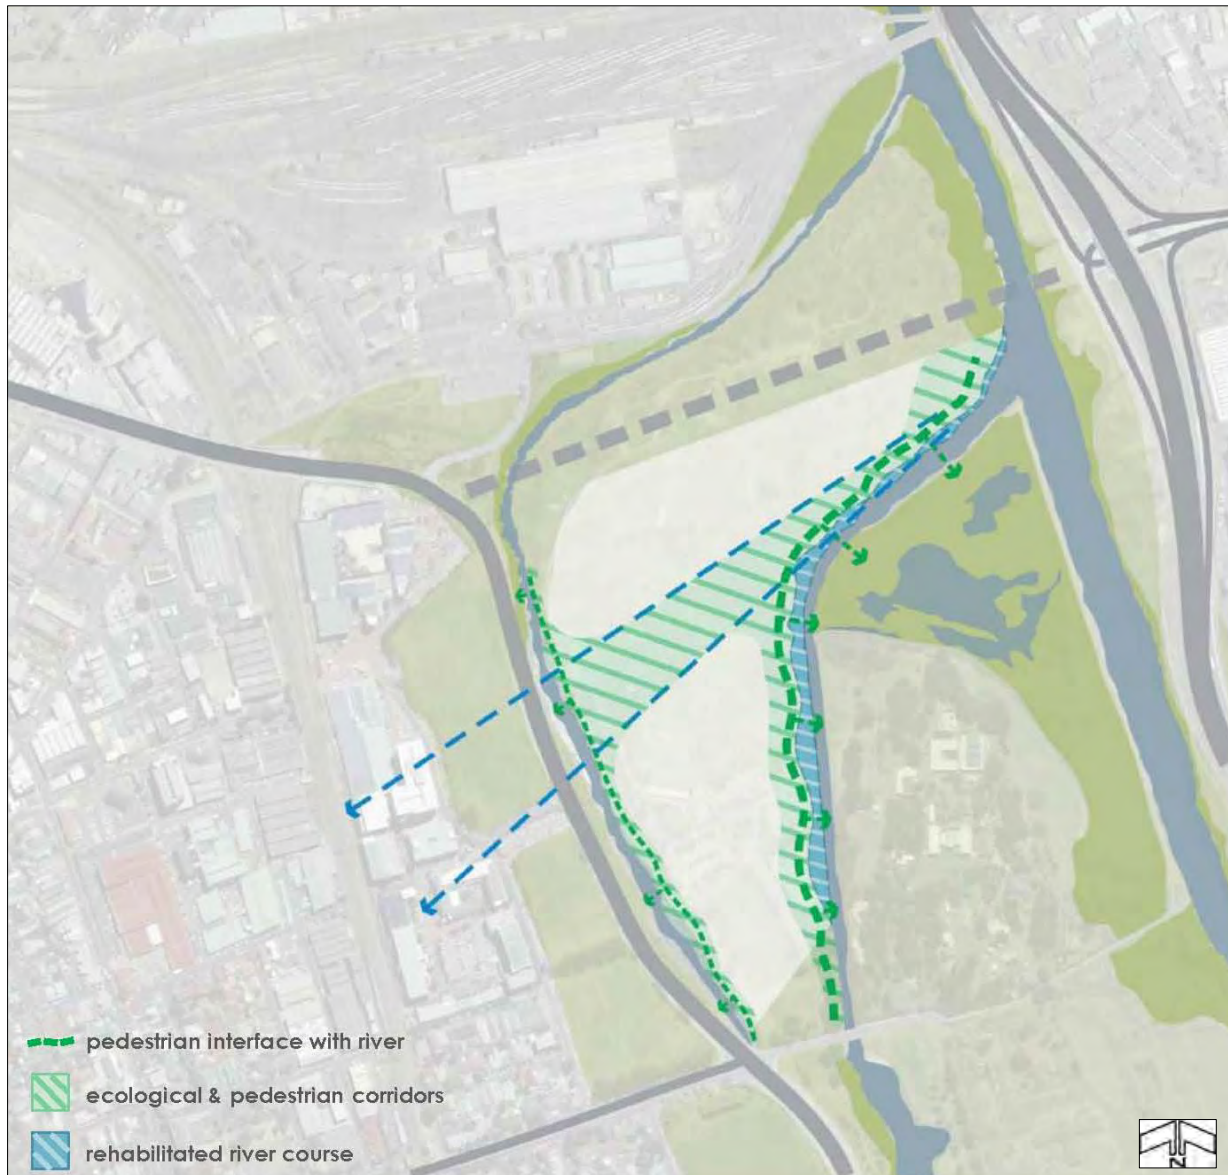 pedestrian interface with river
ecological & pedestrian corridors
rehabilitated river course
N